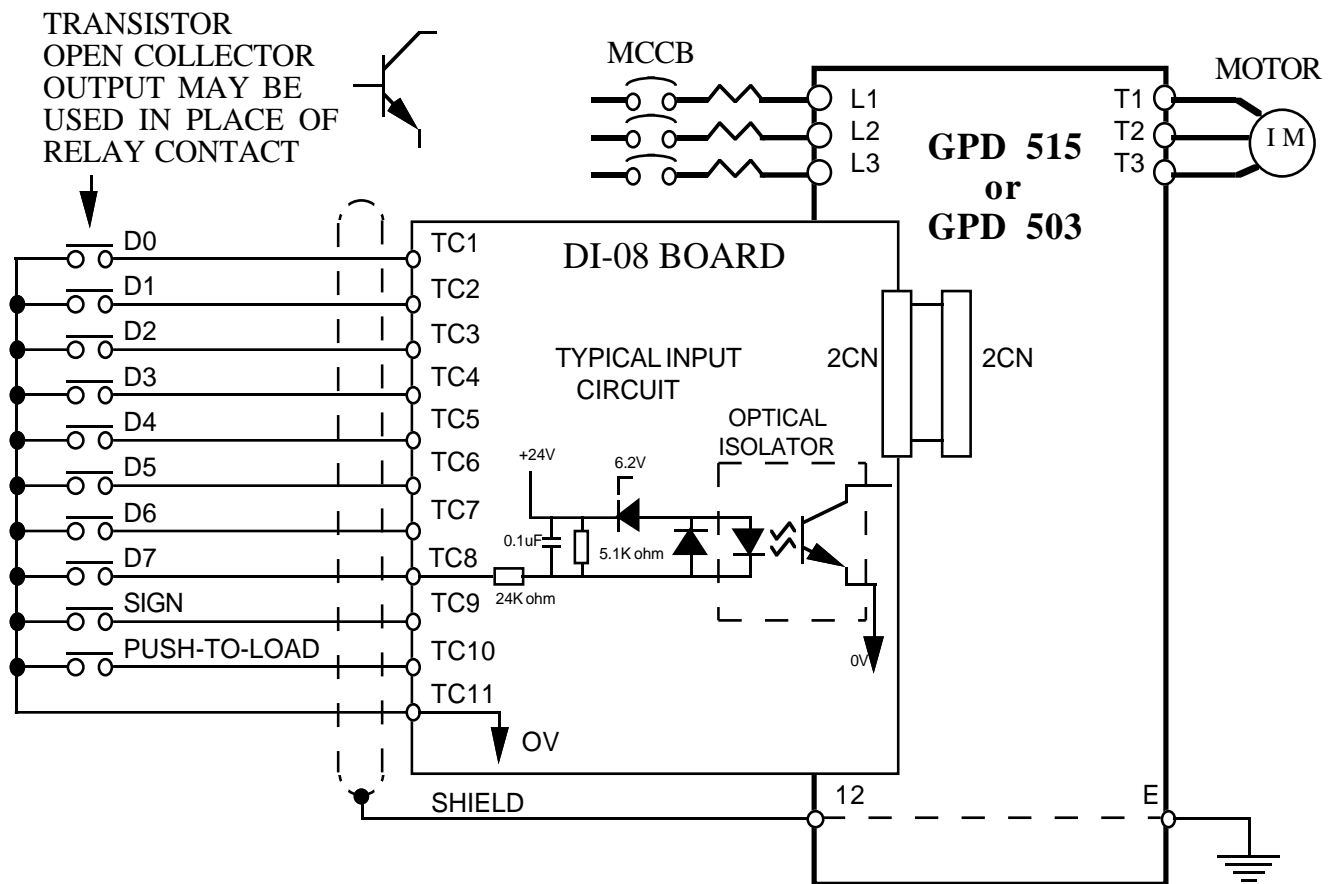 TRANSISTOR
OPEN COLLECTOR
OUTPUT MAY BE
USED IN PLACE OF
RELAY CONTACT
MCCB
MOTOR
L1
L2
L3
T1
T2
T3
I M
GPD 515
or
GPD 503
D0
D1
D2
D3
D4
D5
D6
D7
SIGN
PUSH-TO-LOAD
TC1
TC2
TC3
TC4
TC5
TC6
TC7
TC8
TC9
TC10
TC11
DI-08 BOARD
TYPICAL INPUT
CIRCUIT
OPTICAL
ISOLATOR
2CN
2CN
+24V
6.2V
0.1uF
5.1K ohm
24K ohm
0V
OV
SHIELD
12
E